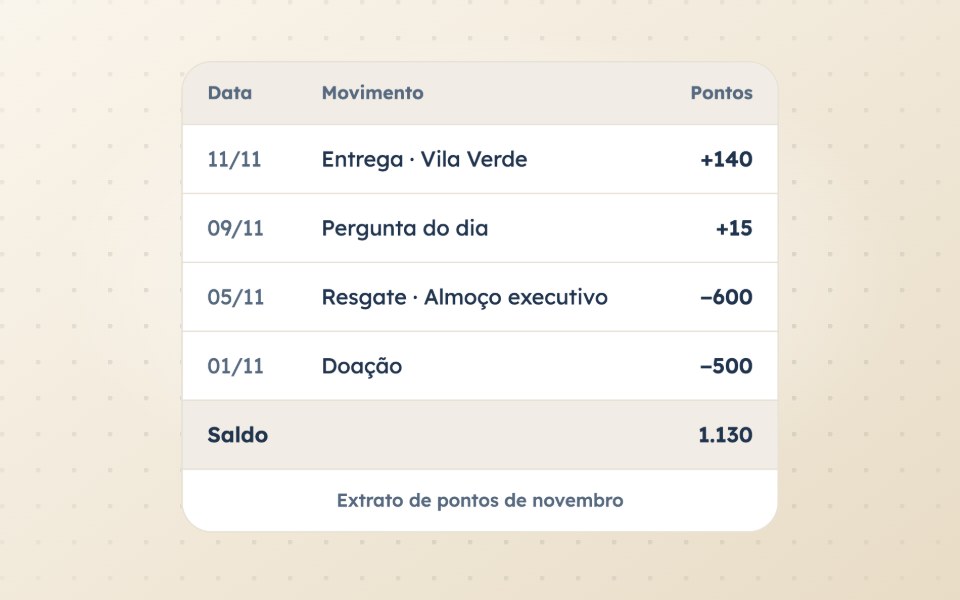 Data Movimento Pontos
11/11 Entrega · Vila Verde +140
09/11 Pergunta do dia +15
05/11 Resgate · Almoço executivo −600
01/11 Doação −500
Saldo 1.130
Extrato de pontos de novembro